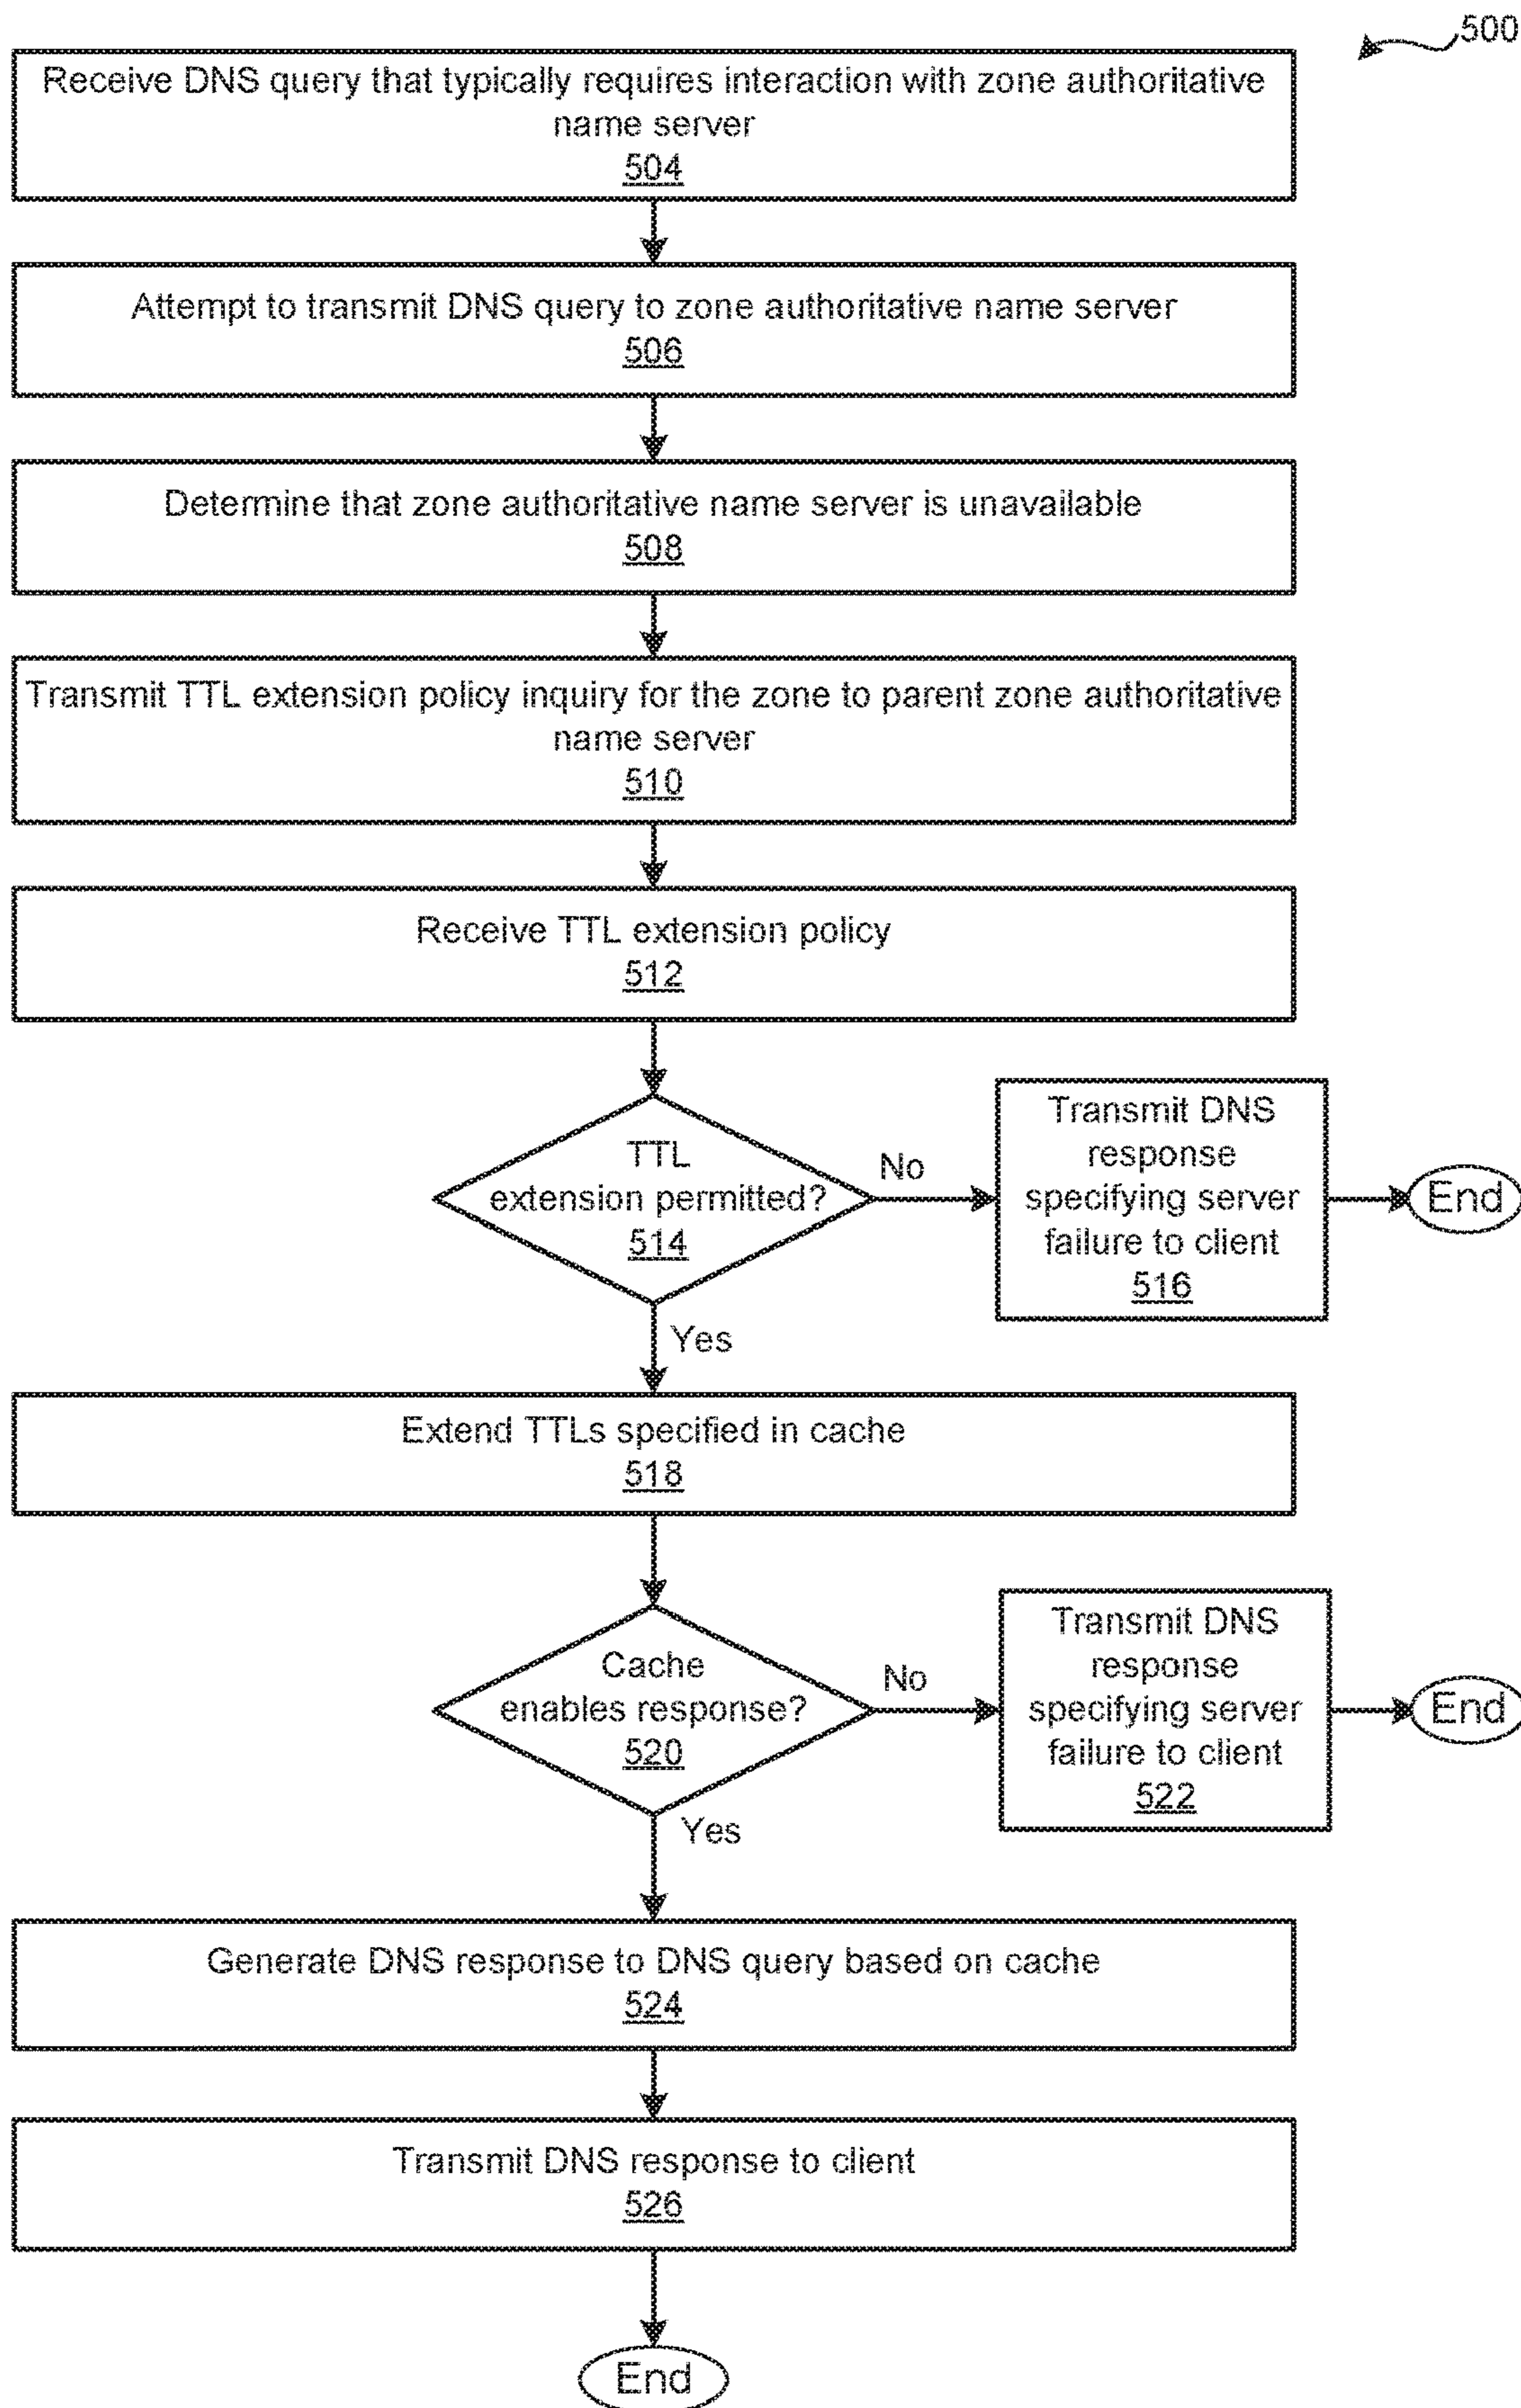 500
Receive DNS query that typically requires interaction with zone authoritative
name server
504
Attempt to transmit DNS query to zone authoritative name server
506
Determine that zone authoritative name server is unavailable
508
Transmit TTL extension policy inquiry for the zone to parent zone authoritative
name server
510
Receive TTL extension policy
512
TTL
extension permitted?
514
No
Transmit DNS
response
specifying server
failure to client
516
End
Yes
Extend TTLs specified in cache
518
Cache
enables response?
520
No
Transmit DNS
response
specifying server
failure to client
522
End
Yes
Generate DNS response to DNS query based on cache
524
Transmit DNS response to client
526
End